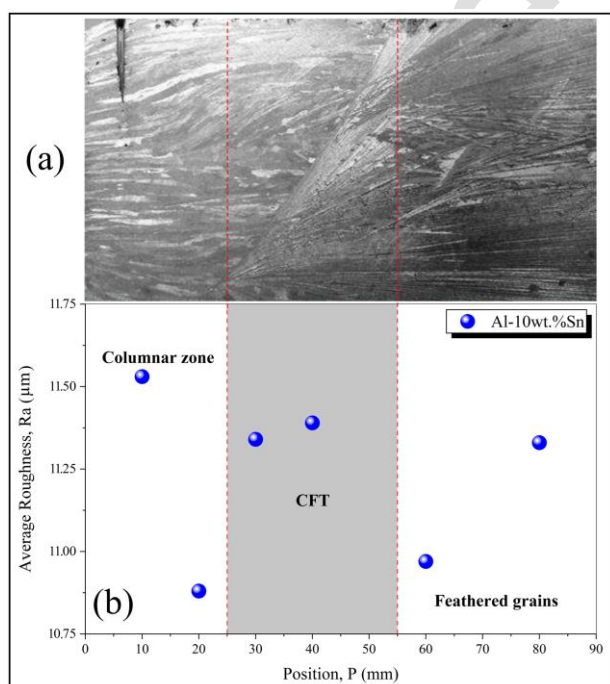 (a)
11.75
11.50
11.25
11.00
10.75
Average Roughness, Ra (μm)
Al-10wt.%Sn
Columnar zone
CFT
Feathered grains
(b)
0 10 20 30 40 50 60 70 80 90
Position, P (mm)